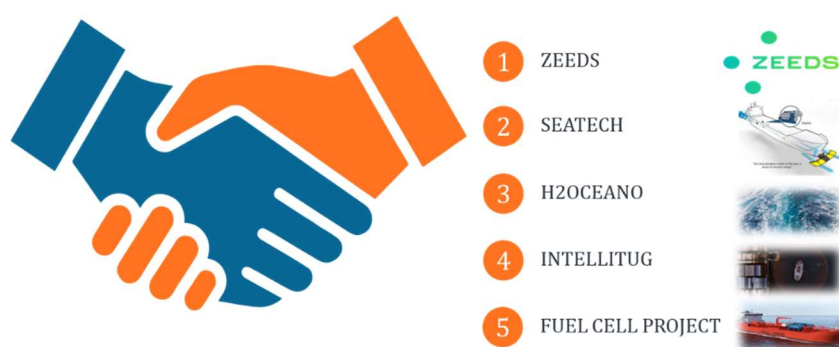 1 ZEEDS
ZEEDS
2 SEATECH
3 H2OCEANO
4 INTELLITUG
5 FUEL CELL PROJECT